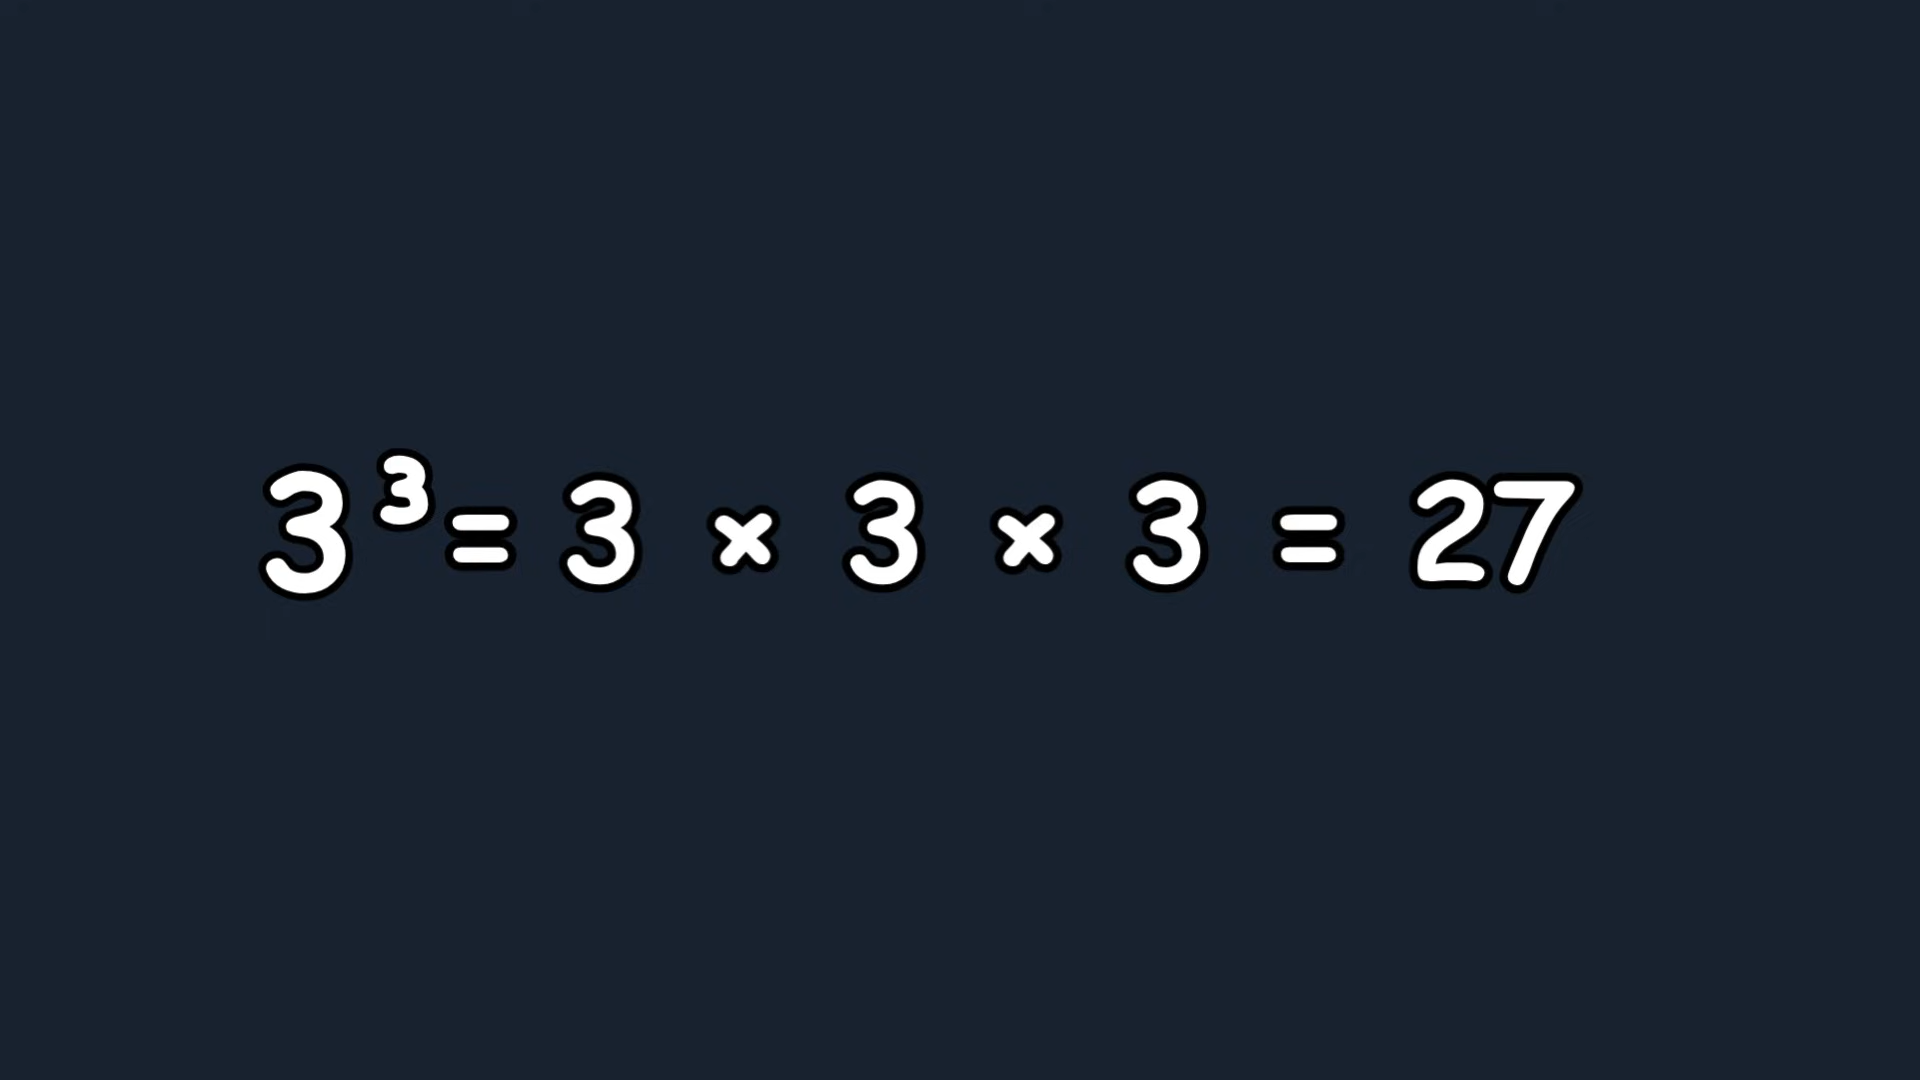 3³= 3 × 3 × 3 = 27